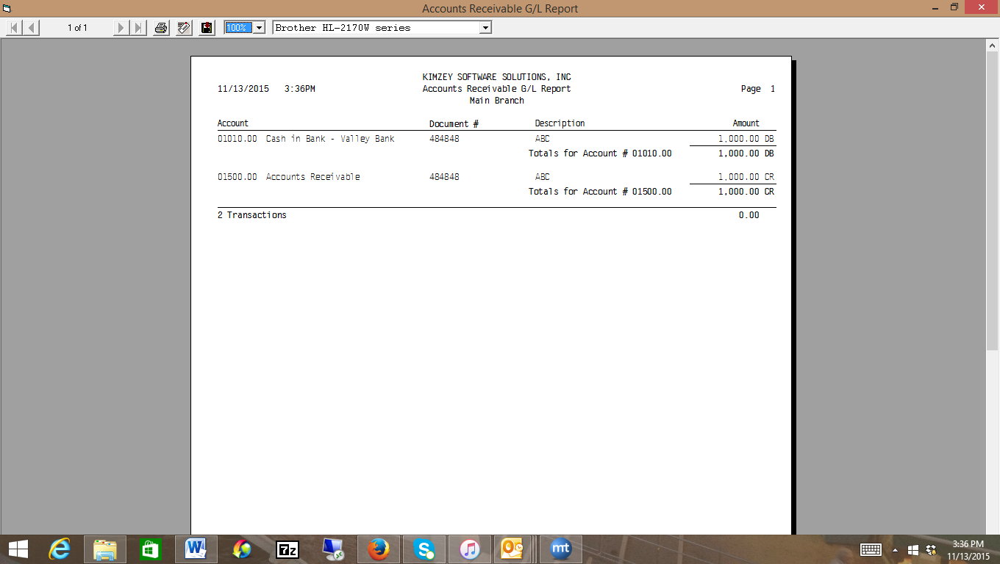 Accounts Receivable G/L Report
1 of 1 100% Brother HL-2170W series
KIMZEY SOFTWARE SOLUTIONS, INC
11/13/2015 3:36PM Accounts Receivable G/L Report Page 1
Main Branch
Account Document # Description Amount
01010.00 Cash in Bank - Valley Bank 484848 ABC 1,000.00 DB
Totals for Account # 01010.00 1,000.00 DB
01500.00 Accounts Receivable 484848 ABC 1,000.00 CR
Totals for Account # 01500.00 1,000.00 CR
2 Transactions 0.00
7z mt 3:36 PM
11/13/2015